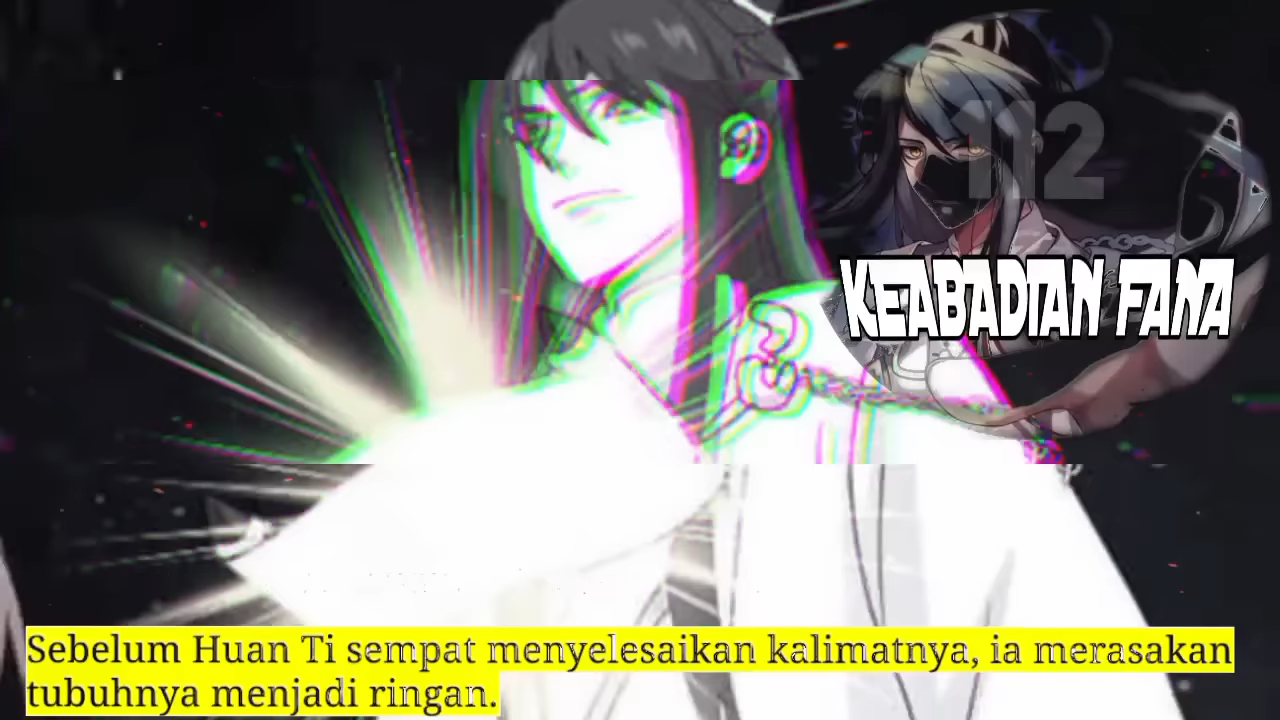 112
KEABADIAN FANA
Sebelum Huan Ti sempat menyelesaikan kalimatnya, ia merasakan
tubuhnya menjadi ringan.